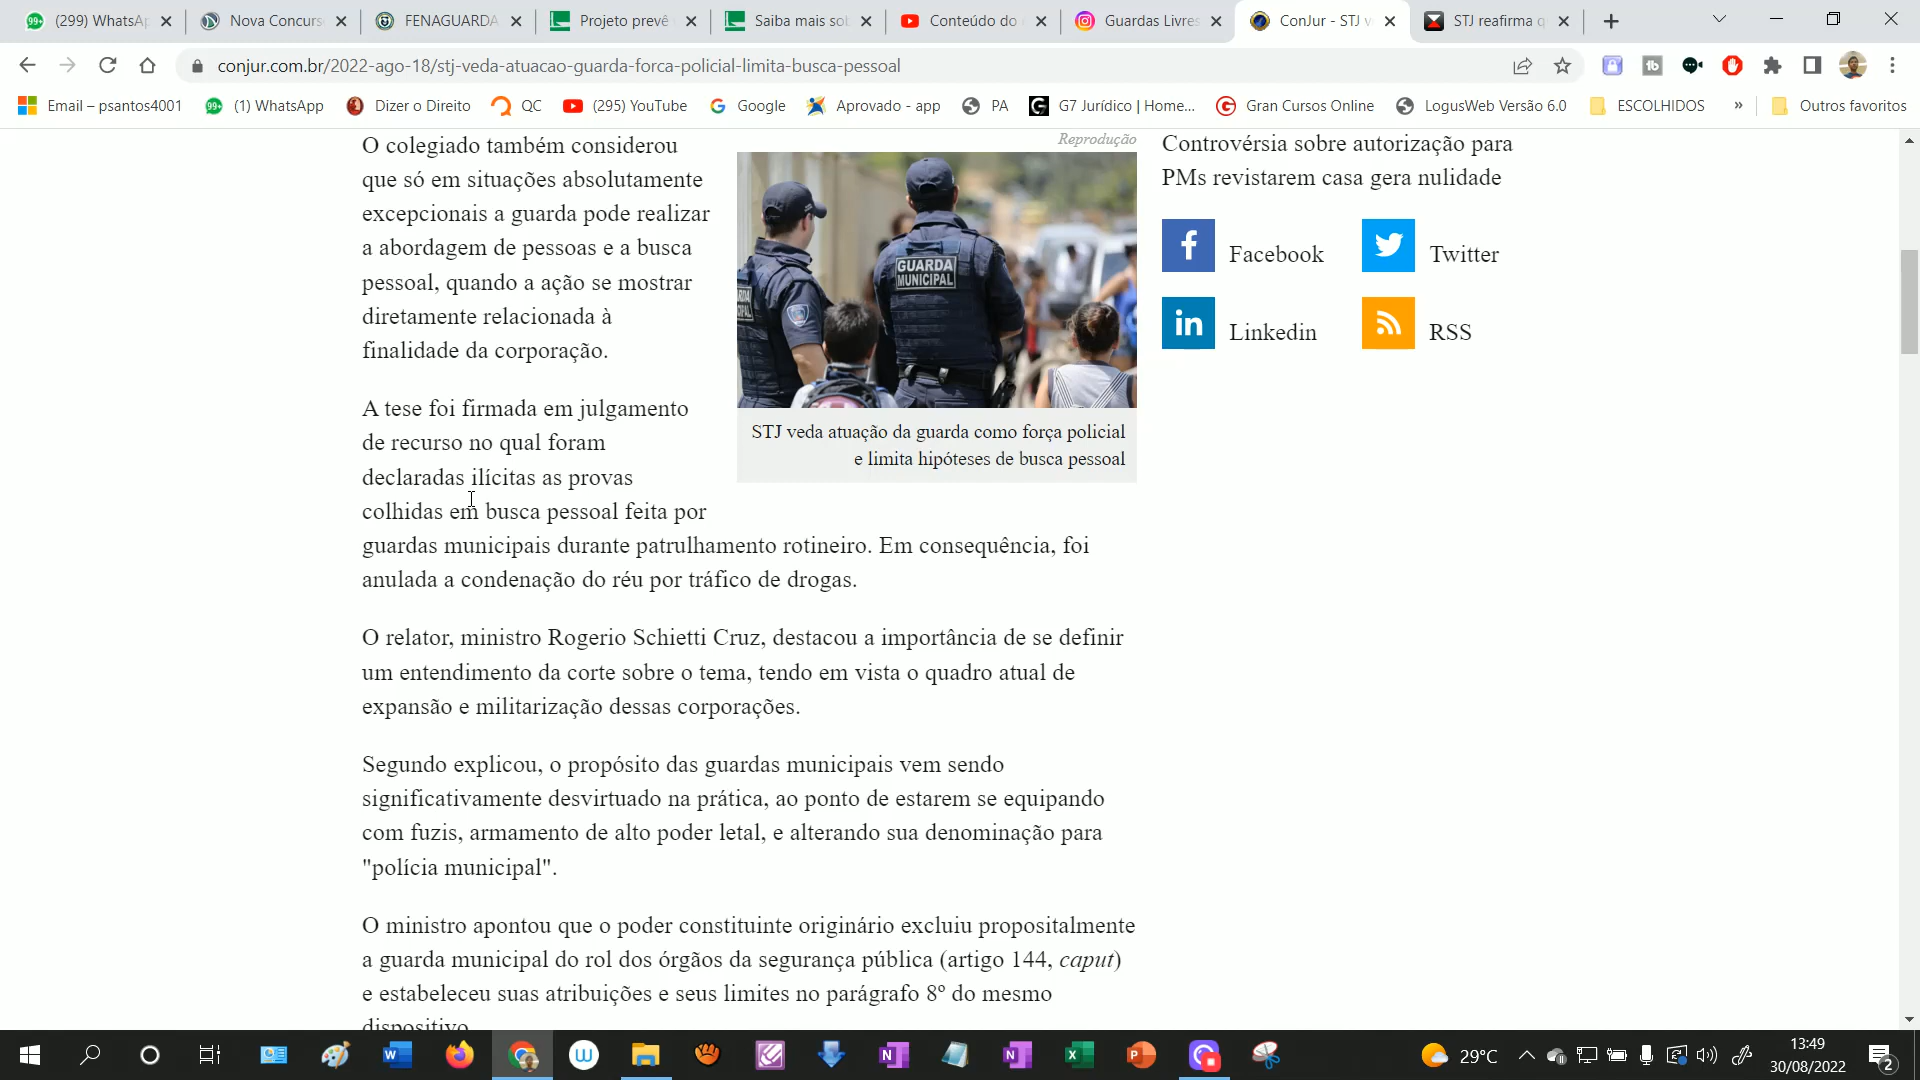 (299) WhatsAp
Nova Concurs
FENAGUARDA
Projeto prevê
Saiba mais sob
Conteúdo do
Guardas Livres
ConJur - STJ v
STJ reafirma q
conjur.com.br/2022-ago-18/stj-veda-atuacao-guarda-forca-policial-limita-busca-pessoal
Email – psantos4001
(1) WhatsApp
Dizer o Direito
QC
(295) YouTube
Google
Aprovado - app
PA
G7 Jurídico | Home...
Gran Cursos Online
LogusWeb Versão 6.0
ESCOLHIDOS
»
Outros favoritos
O colegiado também considerou
que só em situações absolutamente
excepcionais a guarda pode realizar
a abordagem de pessoas e a busca
pessoal, quando a ação se mostrar
diretamente relacionada à
finalidade da corporação.
Reprodução
GUARDA
MUNICIPAL
STJ veda atuação da guarda como força policial
e limita hipóteses de busca pessoal
A tese foi firmada em julgamento
de recurso no qual foram
declaradas ilícitas as provas
colhidas em busca pessoal feita por
guardas municipais durante patrulhamento rotineiro. Em consequência, foi
anulada a condenação do réu por tráfico de drogas.
O relator, ministro Rogerio Schietti Cruz, destacou a importância de se definir
um entendimento da corte sobre o tema, tendo em vista o quadro atual de
expansão e militarização dessas corporações.
Segundo explicou, o propósito das guardas municipais vem sendo
significativamente desvirtuado na prática, ao ponto de estarem se equipando
com fuzis, armamento de alto poder letal, e alterando sua denominação para
"polícia municipal".
O ministro apontou que o poder constituinte originário excluiu propositalmente
a guarda municipal do rol dos órgãos da segurança pública (artigo 144, caput)
e estabeleceu suas atribuições e seus limites no parágrafo 8º do mesmo
dispositivo.
Controvérsia sobre autorização para
PMs revistarem casa gera nulidade
Facebook
Twitter
Linkedin
RSS
29°C
13:49
30/08/2022
2